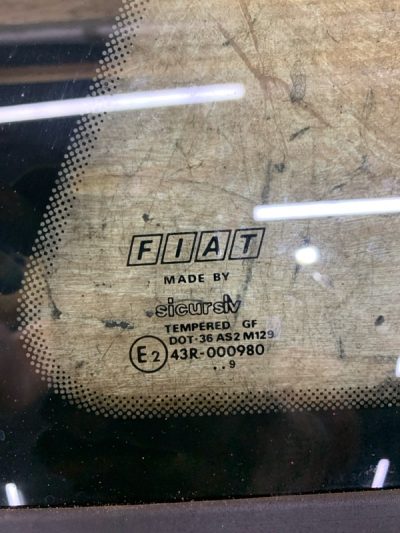 FIAT
MADE BY
sicursiv
TEMPERED GF
DOT-36 AS2 M129
E2 43R-000980
..9